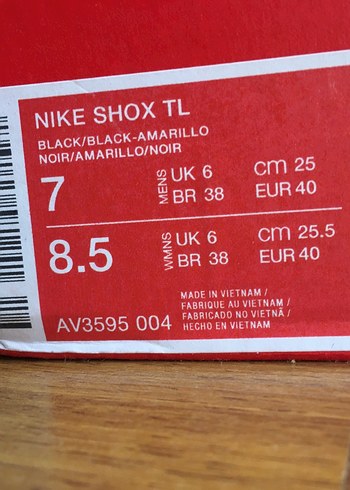 NIKE SHOX TL
BLACK/BLACK-AMARILLO
NOIR/AMARILLO/NOIR
7 MENS UK 6 cm 25
BR 38 EUR 40
8.5 WMNS UK 6 cm 25.5
BR 38 EUR 40
MADE IN VIETNAM /
FABRIQUE AU VIETNAM /
FABRICADO NO VIETNÃ /
HECHO EN VIETNAM
AV3595 004